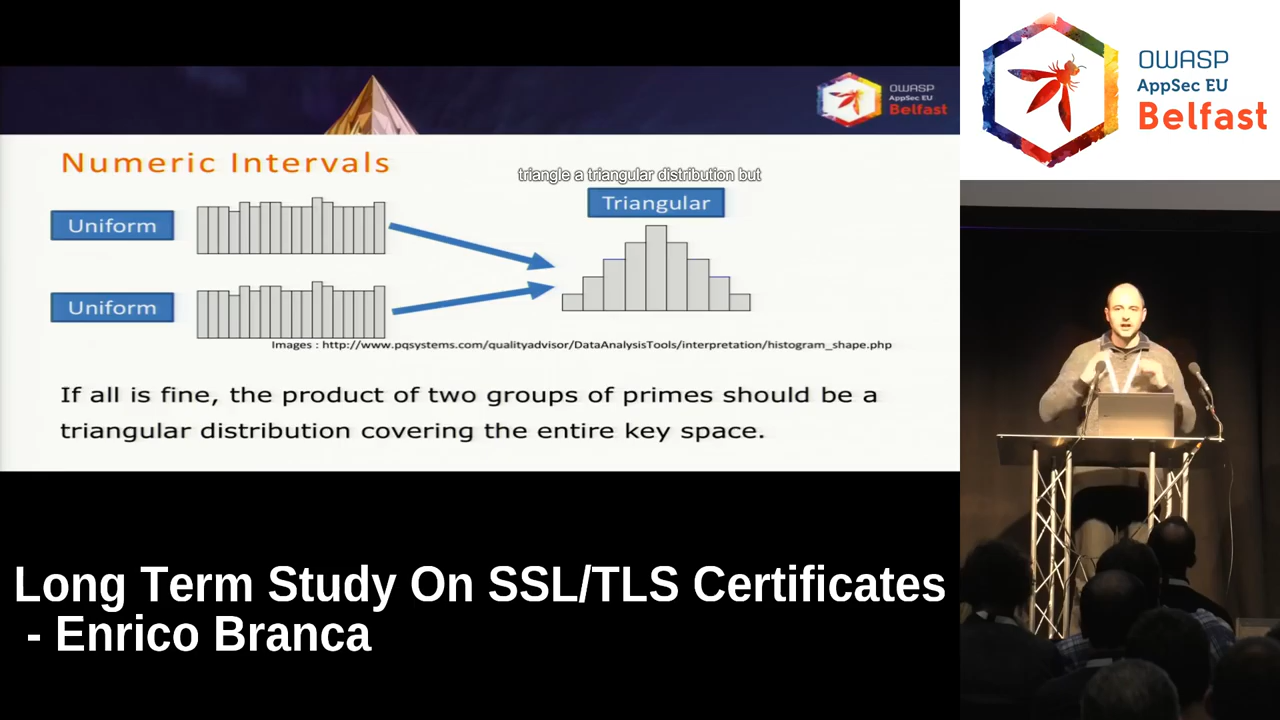 OWASP
AppSec EU
Belfast
Numeric Intervals
triangle a triangular distribution but
Uniform
Triangular
Uniform
Images : http://www.pqsystems.com/qualityadvisor/DataAnalysisTools/interpretation/histogram_shape.php
If all is fine, the product of two groups of primes should be a
triangular distribution covering the entire key space.
Long Term Study On SSL/TLS Certificates
- Enrico Branca
OWASP
AppSec EU
Belfast